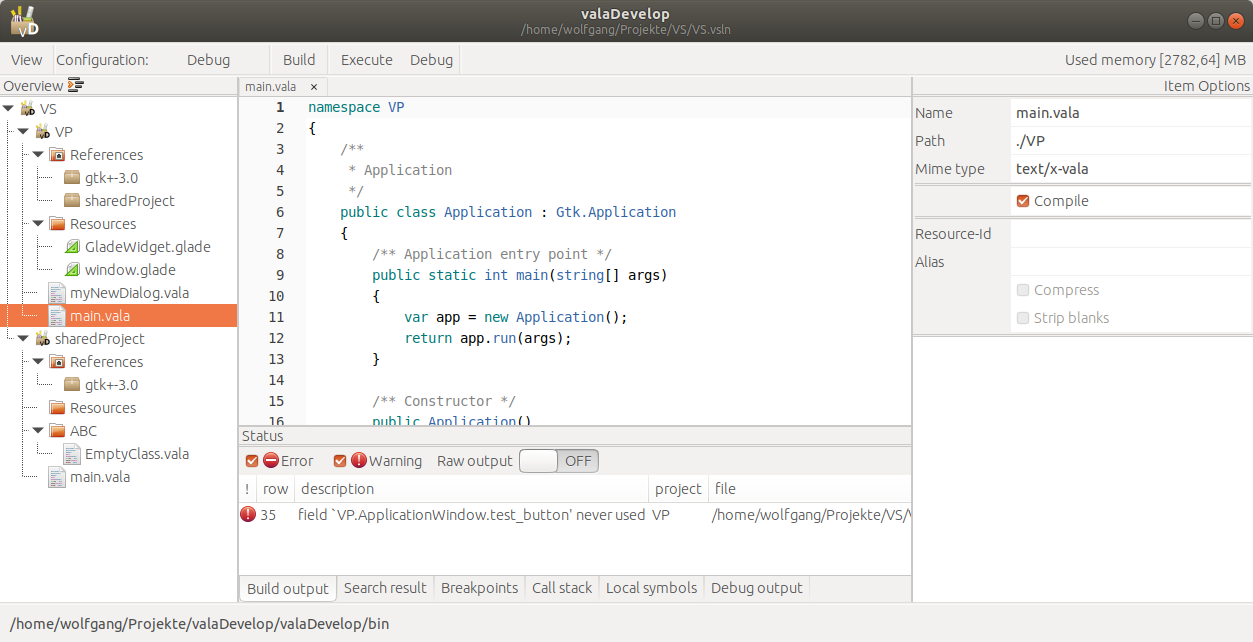 valaDevelop
/home/wolfgang/Projekte/VS/VS.vsln
View Configuration: Debug Build Execute Debug Used memory [2782,64] MB
Overview
VS
VP
References
gtk+-3.0
sharedProject
Resources
GladeWidget.glade
window.glade
myNewDialog.vala
main.vala
sharedProject
References
gtk+-3.0
Resources
ABC
EmptyClass.vala
main.vala
main.vala ×
1 namespace VP
2 {
3 /**
4 * Application
5 */
6 public class Application : Gtk.Application
7 {
8 /** Application entry point */
9 public static int main(string[] args)
10 {
11 var app = new Application();
12 return app.run(args);
13 }
14
15 /** Constructor */
16 public Application()
Status
Error Warning Raw output OFF
! row description project file
35 field `VP.ApplicationWindow.test_button' never used VP /home/wolfgang/Projekte/VS/V
Build output Search result Breakpoints Call stack Local symbols Debug output
Item Options
Name main.vala
Path ./VP
Mime type text/x-vala
Compile
Resource-Id
Alias
Compress
Strip blanks
/home/wolfgang/Projekte/valaDevelop/valaDevelop/bin